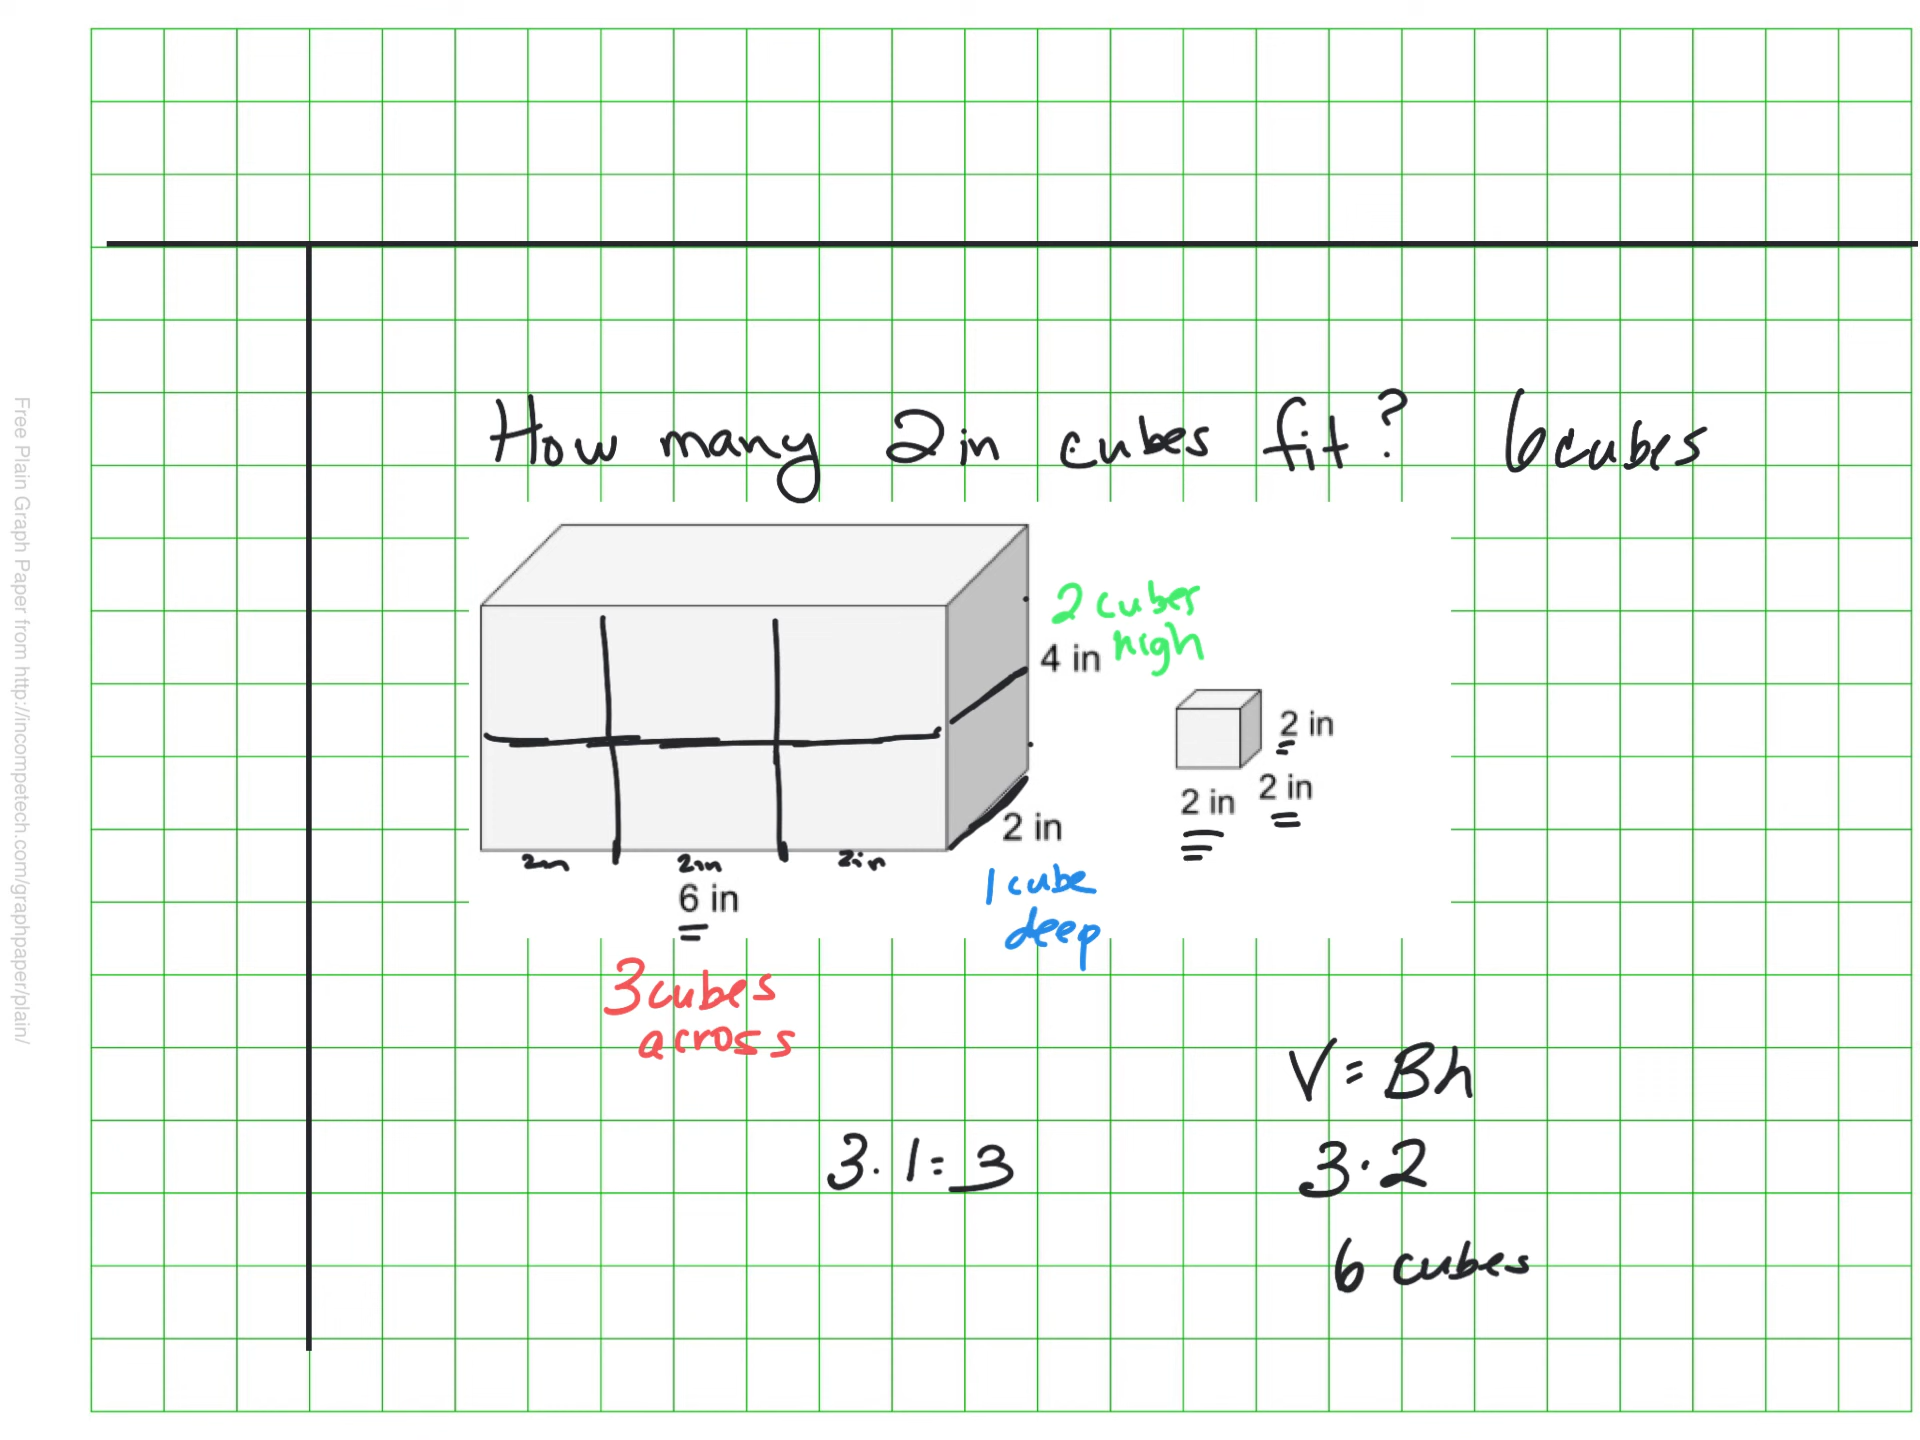 Free Plain Graph Paper from http://incompetech.com/graphpaper/plain/
How many 2in cubes fit? 6cubes
2 cubes
high
4 in
2 in
2 in
2 in
2 in
2in
2in
2in
6 in
1 cube
deep
3cubes
across
V=Bh
3·1=3
3·2
6 cubes